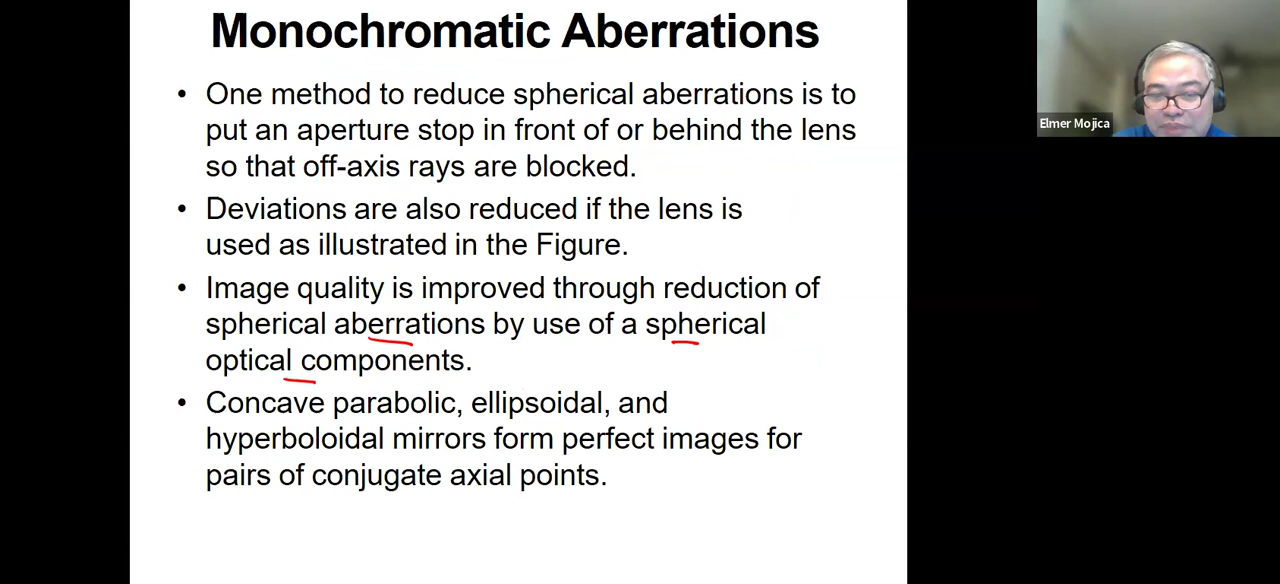 Monochromatic Aberrations
• One method to reduce spherical aberrations is to
put an aperture stop in front of or behind the lens
so that off-axis rays are blocked.
• Deviations are also reduced if the lens is
used as illustrated in the Figure.
• Image quality is improved through reduction of
spherical aberrations by use of a spherical
optical components.
• Concave parabolic, ellipsoidal, and
hyperboloidal mirrors form perfect images for
pairs of conjugate axial points.
Elmer Mojica